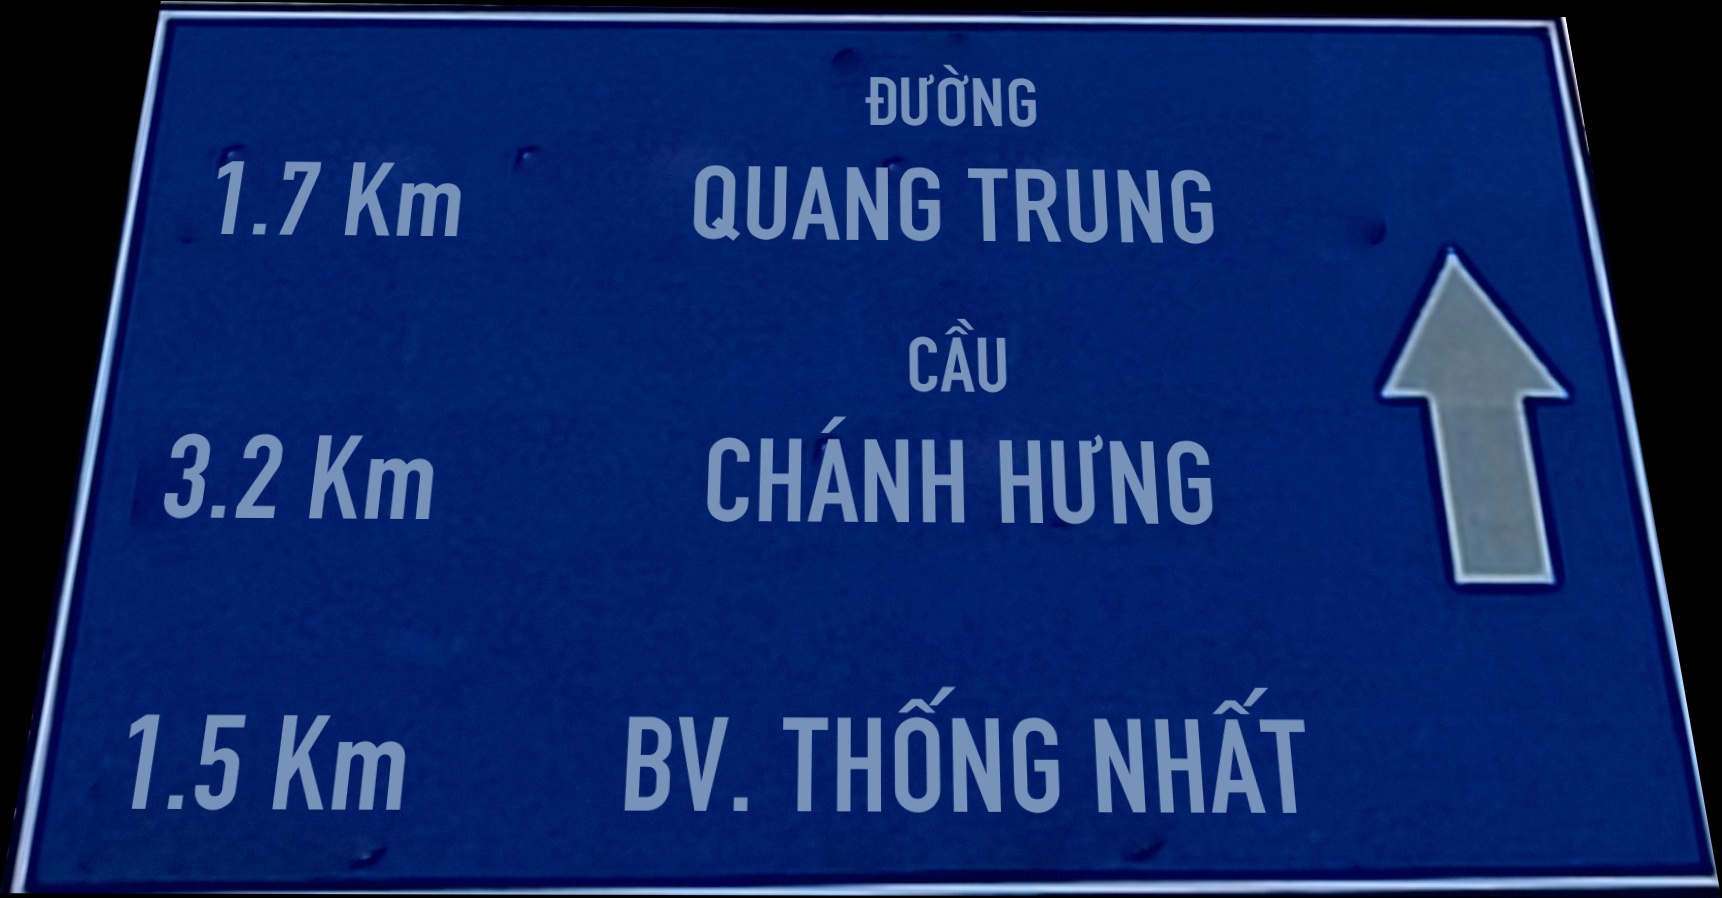 ĐƯỜNG
1.7 Km QUANG TRUNG
CẦU
3.2 Km CHÁNH HƯNG
1.5 Km BV. THỐNG NHẤT